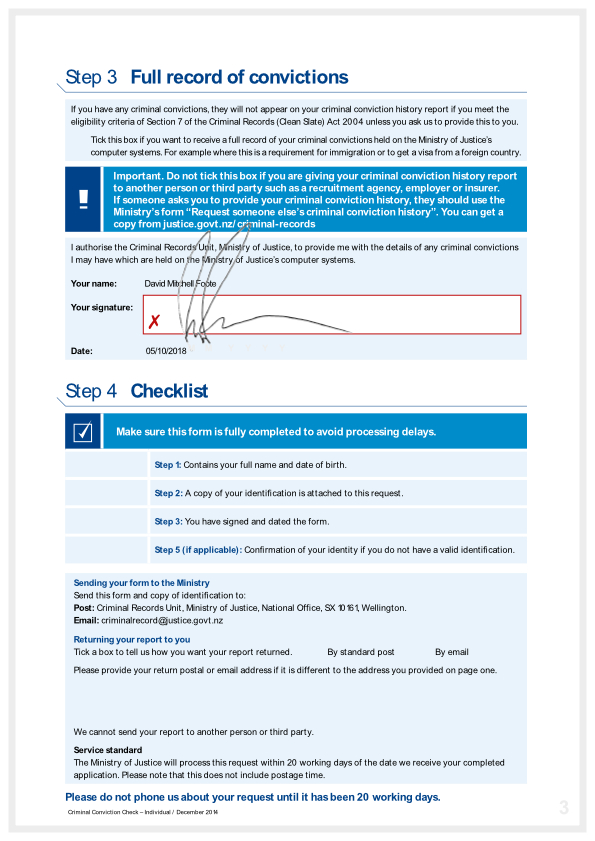 Step 3 Full record of convictions
If you have any criminal convictions, they will not appear on your criminal conviction history report if you meet the
eligibility criteria of Section 7 of the Criminal Records (Clean Slate) Act 2004 unless you ask us to provide this to you.
Tick this box if you want to receive a full record of your criminal convictions held on the Ministry of Justice's
computer systems. For example where this is a requirement for immigration or to get a visa from a foreign country.
!
Important. Do not tick this box if you are giving your criminal conviction history report
to another person or third party such as a recruitment agency, employer or insurer.
If someone asks you to provide your criminal conviction history, they should use the
Ministry's form “Request someone else's criminal conviction history”. You can get a
copy from justice.govt.nz/criminal-records
I authorise the Criminal Records Unit, Ministry of Justice, to provide me with the details of any criminal convictions
I may have which are held on the Ministry of Justice's computer systems.
Your name: David Mitchell Foote
Your signature: ✗
Date: 05/10/2018
Step 4 Checklist
Make sure this form is fully completed to avoid processing delays.
Step 1: Contains your full name and date of birth.
Step 2: A copy of your identification is attached to this request.
Step 3: You have signed and dated the form.
Step 5 (if applicable): Confirmation of your identity if you do not have a valid identification.
Sending your form to the Ministry
Send this form and copy of identification to:
Post: Criminal Records Unit, Ministry of Justice, National Office, SX 10161, Wellington.
Email: criminalrecord@justice.govt.nz
Returning your report to you
Tick a box to tell us how you want your report returned. By standard post By email
Please provide your return postal or email address if it is different to the address you provided on page one.
We cannot send your report to another person or third party.
Service standard
The Ministry of Justice will process this request within 20 working days of the date we receive your completed
application. Please note that this does not include postage time.
Please do not phone us about your request until it has been 20 working days.
Criminal Conviction Check – Individual / December 2014
3